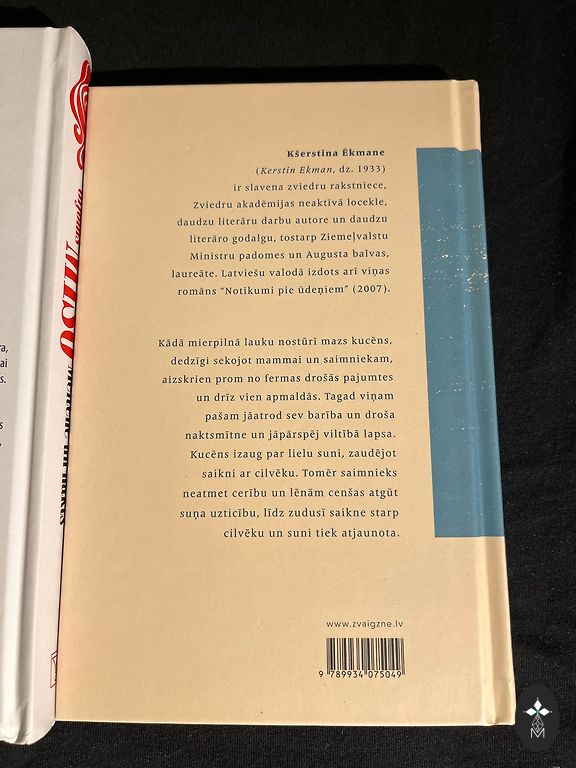 Kšerstina Ēkmane
(Kerstin Ekman, dz. 1933)
ir slavena zviedru rakstniece,
Zviedru akadēmijas neaktīvā locekle,
daudzu literāru darbu autore un daudzu
literāro godalgu, tostarp Ziemeļvalstu
Ministru padomes un Augusta balvas,
laureāte. Latviešu valodā izdots arī viņas
romāns "Notikumi pie ūdeņiem" (2007).
Kādā mierpilnā lauku nostūrī mazs kucēns,
dedzīgi sekojot mammai un saimniekam,
aizskrien prom no fermas drošās pajumtes
un drīz vien apmaldās. Tagad viņam
pašam jāatrod sev barība un droša
naktsmītne un jāpārspēj viltībā lapsa.
Kucēns izaug par lielu suni, zaudējot
saikni ar cilvēku. Tomēr saimnieks
neatmet cerību un lēnām cenšas atgūt
suņa uzticību, līdz zudusī saikne starp
cilvēku un suni tiek atjaunota.
www.zvaigzne.lv
9 789934 075049